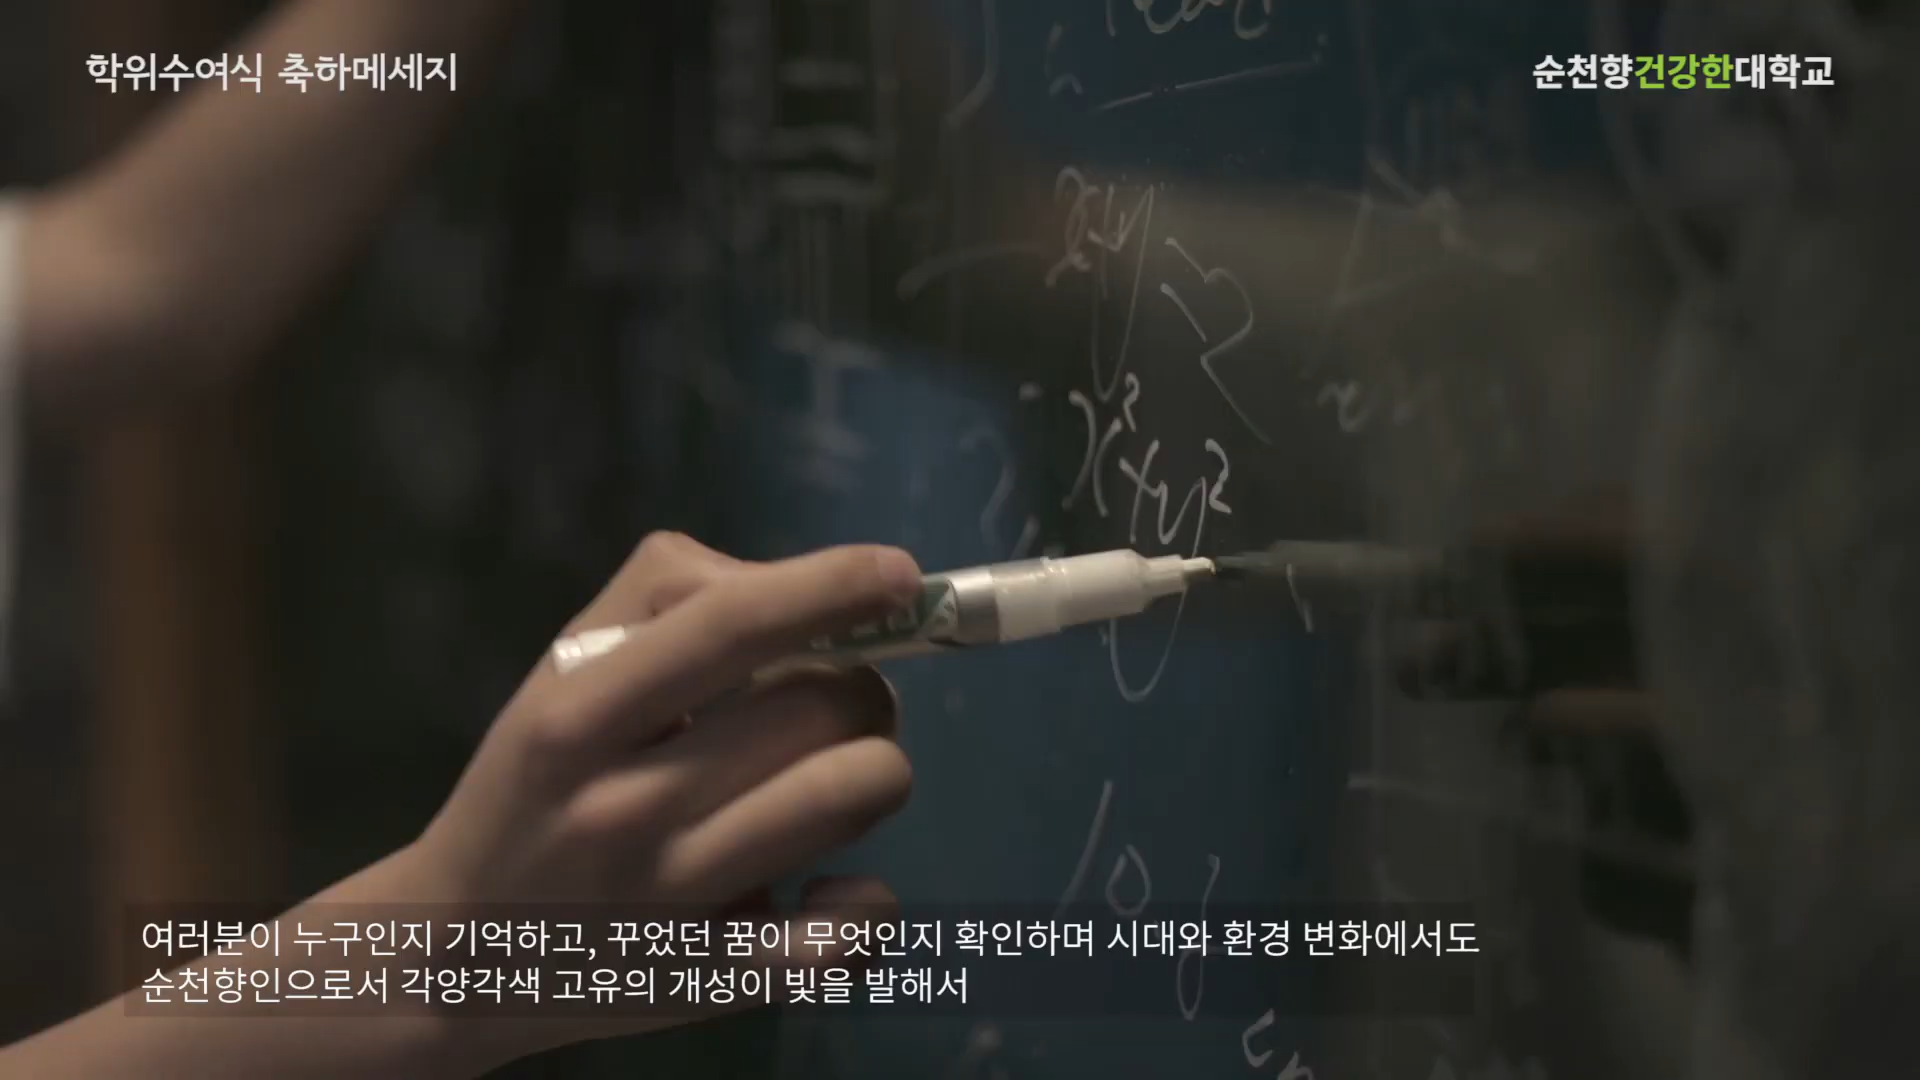 학위수여식 축하메세지
순천향건강한대학교
x²
xy²
여러분이 누구인지 기억하고, 꾸었던 꿈이 무엇인지 확인하며 시대와 환경 변화에서도
순천향인으로서 각양각색 고유의 개성이 빛을 발해서